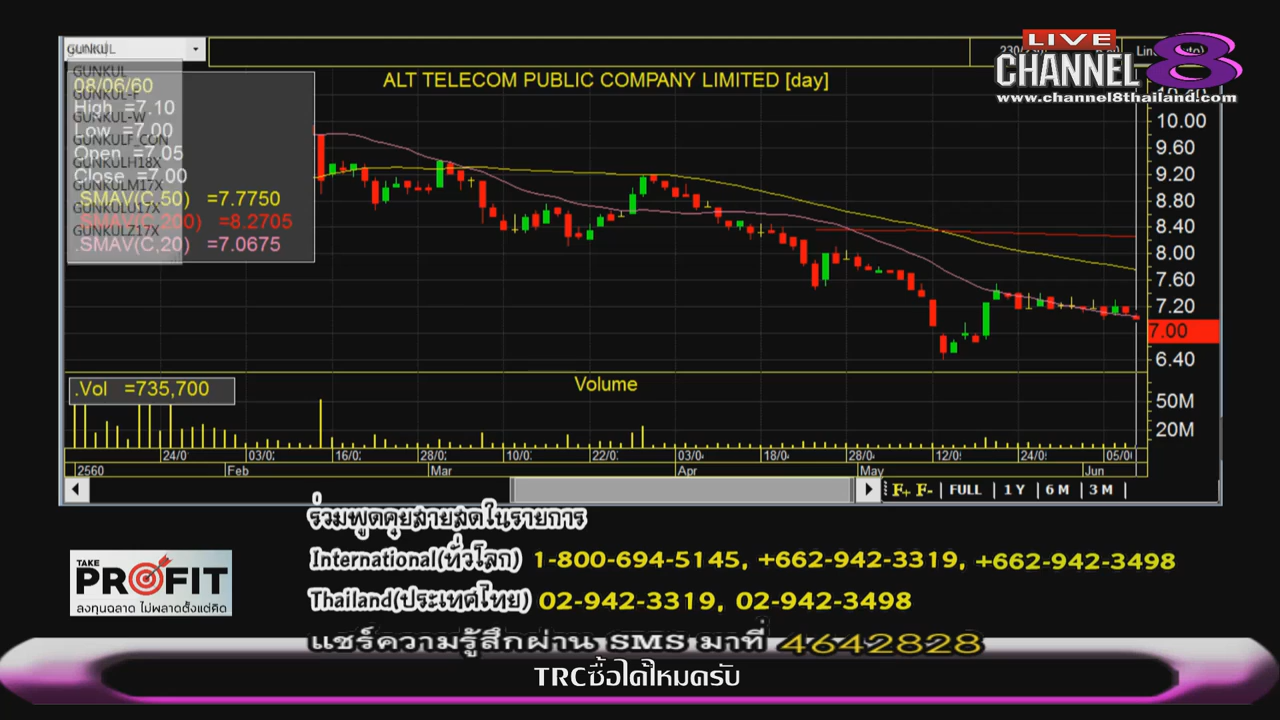 GUNKUL
LIVE
CHANNEL 8
www.channel8thailand.com
ALT TELECOM PUBLIC COMPANY LIMITED [day]
GUNKUL
08/06/60
GUNKUL-F
High =7.10
GUNKUL-W
Low =7.00
GUNKULF_CON
Open =7.05
GUNKULH18X
Close =7.00
GUNKULM17X
.SMAV(C,50) =7.7750
GUNKULU17X
.SMAV(C,200) =8.2705
GUNKULZ17X
.SMAV(C,20) =7.0675
10.00
9.60
9.20
8.80
8.40
8.00
7.60
7.20
7.00
6.40
.Vol =735,700
Volume
50M
20M
24/0 03/0 16/0 28/0 10/0 22/0 03/0 18/0 28/0 12/0 24/0 05/0
2560 Feb Mar Apr May Jun
F+ F- | FULL | 1 Y | 6 M | 3 M |
ร่วมพูดคุยสายสดในรายการ
International(ทั่วโลก) 1-800-694-5145, +662-942-3319, +662-942-3498
Thailand(ประเทศไทย) 02-942-3319, 02-942-3498
แชร์ความรู้สึกผ่าน SMS มาที่ 4642828
TAKE
PROFIT
ลงทุนฉลาด ไม่พลาดตั้งแต่คิด
TRCซื้อได้ไหมครับ